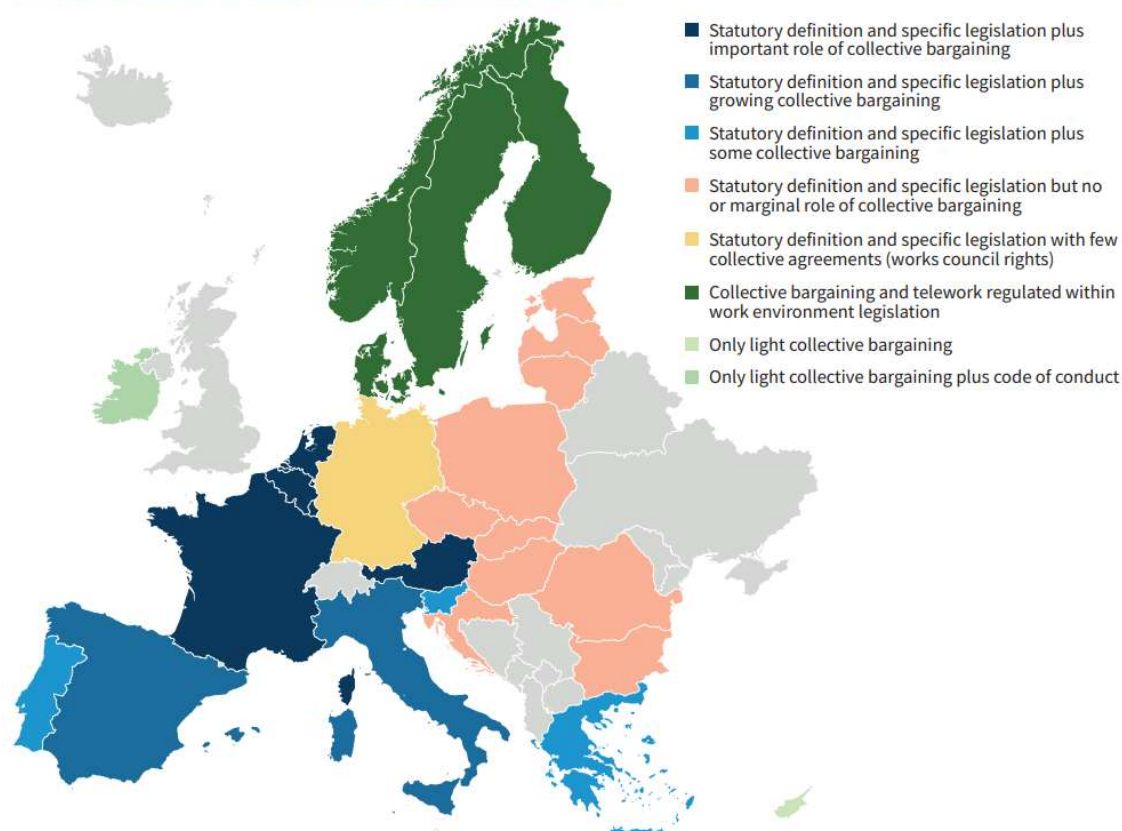 Statutory definition and specific legislation plus
important role of collective bargaining
Statutory definition and specific legislation plus
growing collective bargaining
Statutory definition and specific legislation plus
some collective bargaining
Statutory definition and specific legislation but no
or marginal role of collective bargaining
Statutory definition and specific legislation with few
collective agreements (works council rights)
Collective bargaining and telework regulated within
work environment legislation
Only light collective bargaining
Only light collective bargaining plus code of conduct